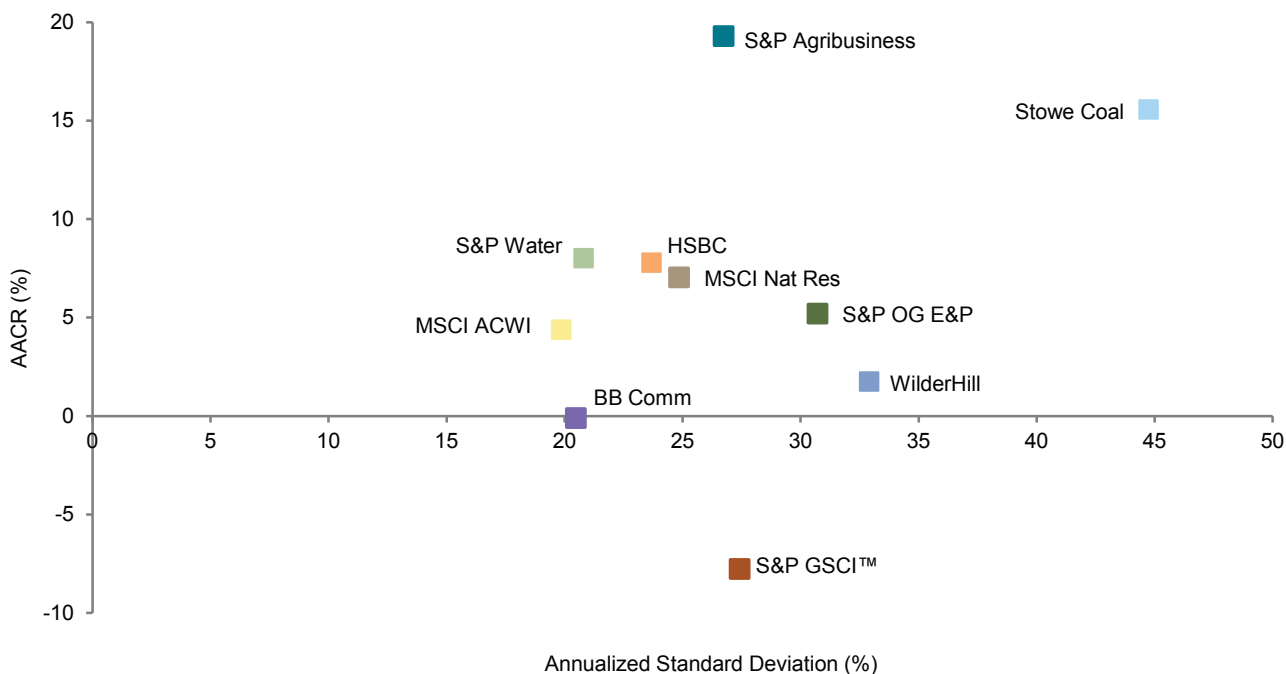 20
S&P Agribusiness
15
Stowe Coal
10
S&P Water
HSBC
MSCI Nat Res
5
S&P OG E&P
MSCI ACWI
WilderHill
BB Comm
0
0 5 10 15 20 25 30 35 40 45 50
-5
S&P GSCI™
-10
AACR (%)
Annualized Standard Deviation (%)